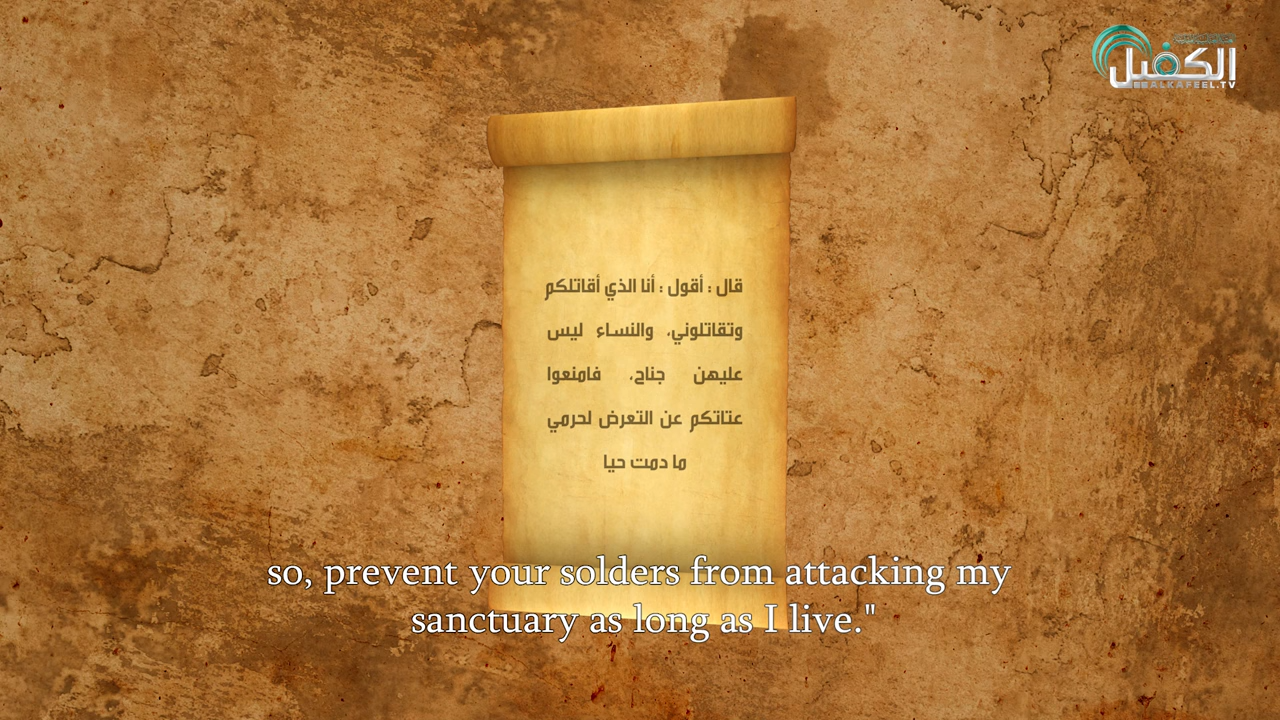 الكفيل
ALKAFEEL.TV
قال : أقول : أنا الذي أقاتلكم
وتقاتلوني، والنساء ليس
عليهن جناح، فامنعوا
عتاتكم عن التعرض لحرمي
ما دمت حيا
so, prevent your solders from attacking my
sanctuary as long as I live."